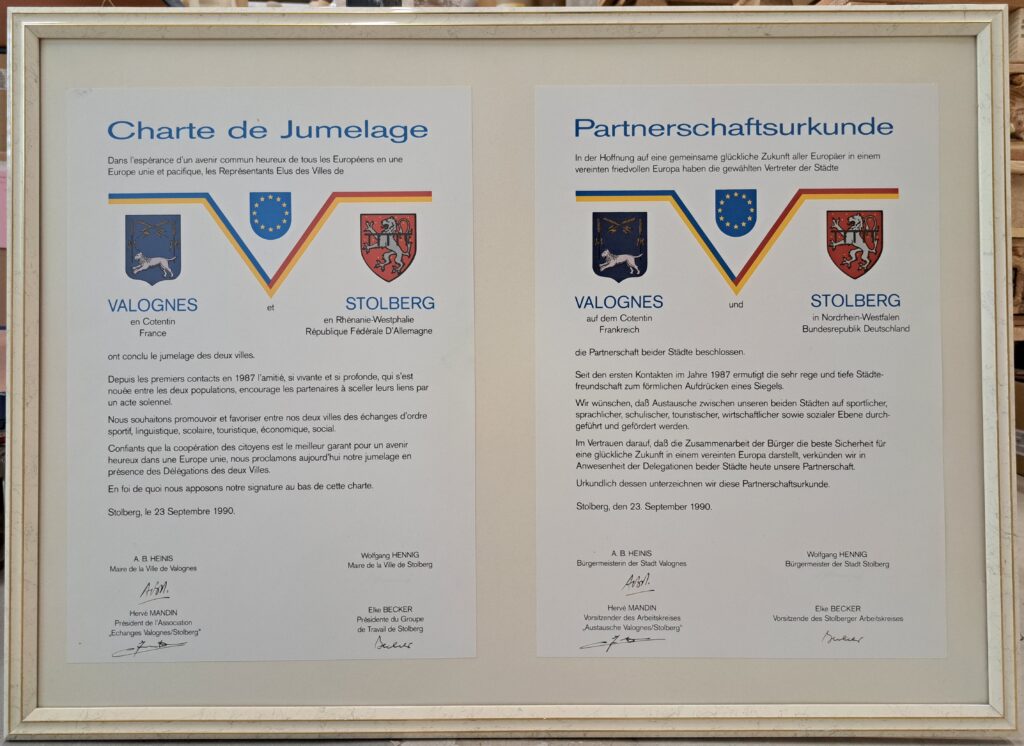 Charte de Jumelage
Dans l'espérance d'un avenir commun heureux de tous les Européens en une
Europe unie et pacifique, les Représentants Elus des Villes de
VALOGNES
en Cotentin
France
et
STOLBERG
en Rhénanie-Westphalie
République Fédérale D'Allemagne
ont conclu le jumelage des deux villes.
Depuis les premiers contacts en 1987 l'amitié, si vivante et si profonde, qui s'est
nouée entre les deux populations, encourage les partenaires à sceller leurs liens par
un acte solennel.
Nous souhaitons promouvoir et favoriser entre nos deux villes des échanges d'ordre
sportif, linguistique, scolaire, touristique, économique, social.
Confiants que la coopération des citoyens est le meilleur garant pour un avenir
heureux dans une Europe unie, nous proclamons aujourd'hui notre jumelage en
présence des Délégations des deux Villes.
En foi de quoi nous apposons notre signature au bas de cette charte.
Stolberg, le 23 Septembre 1990.
A. B. HEINIS
Maire de la Ville de Valognes
Wolfgang HENNIG
Maire de la Ville de Stolberg
Hervé MANDIN
Président de l'Association
„Echanges Valognes/Stolberg"
Elke BECKER
Présidente du Groupe
de Travail de Stolberg
Becker
Partnerschaftsurkunde
In der Hoffnung auf eine gemeinsame glückliche Zukunft aller Europäer in einem
vereinten friedvollen Europa haben die gewählten Vertreter der Städte
VALOGNES
auf dem Cotentin
Frankreich
und
STOLBERG
in Nordrhein-Westfalen
Bundesrepublik Deutschland
die Partnerschaft beider Städte beschlossen.
Seit den ersten Kontakten im Jahre 1987 ermutigt die sehr rege und tiefe Städte-
freundschaft zum förmlichen Aufdrücken eines Siegels.
Wir wünschen, daß Austausche zwischen unseren beiden Städten auf sportlicher,
sprachlicher, schulischer, touristischer, wirtschaftlicher sowie sozialer Ebene durch-
geführt und gefördert werden.
Im Vertrauen darauf, daß die Zusammenarbeit der Bürger die beste Sicherheit für
eine glückliche Zukunft in einem vereinten Europa darstellt, verkünden wir in
Anwesenheit der Delegationen beider Städte heute unsere Partnerschaft.
Urkundlich dessen unterzeichnen wir diese Partnerschaftsurkunde.
Stolberg, den 23. September 1990.
A. B. HEINIS
Bürgermeisterin der Stadt Valognes
Wolfgang HENNIG
Bürgermeister der Stadt Stolberg
Hervé MANDIN
Vorsitzender des Arbeitskreises
„Austausche Valognes/Stolberg"
Elke BECKER
Vorsitzende des Stolberger Arbeitskreises
Becker